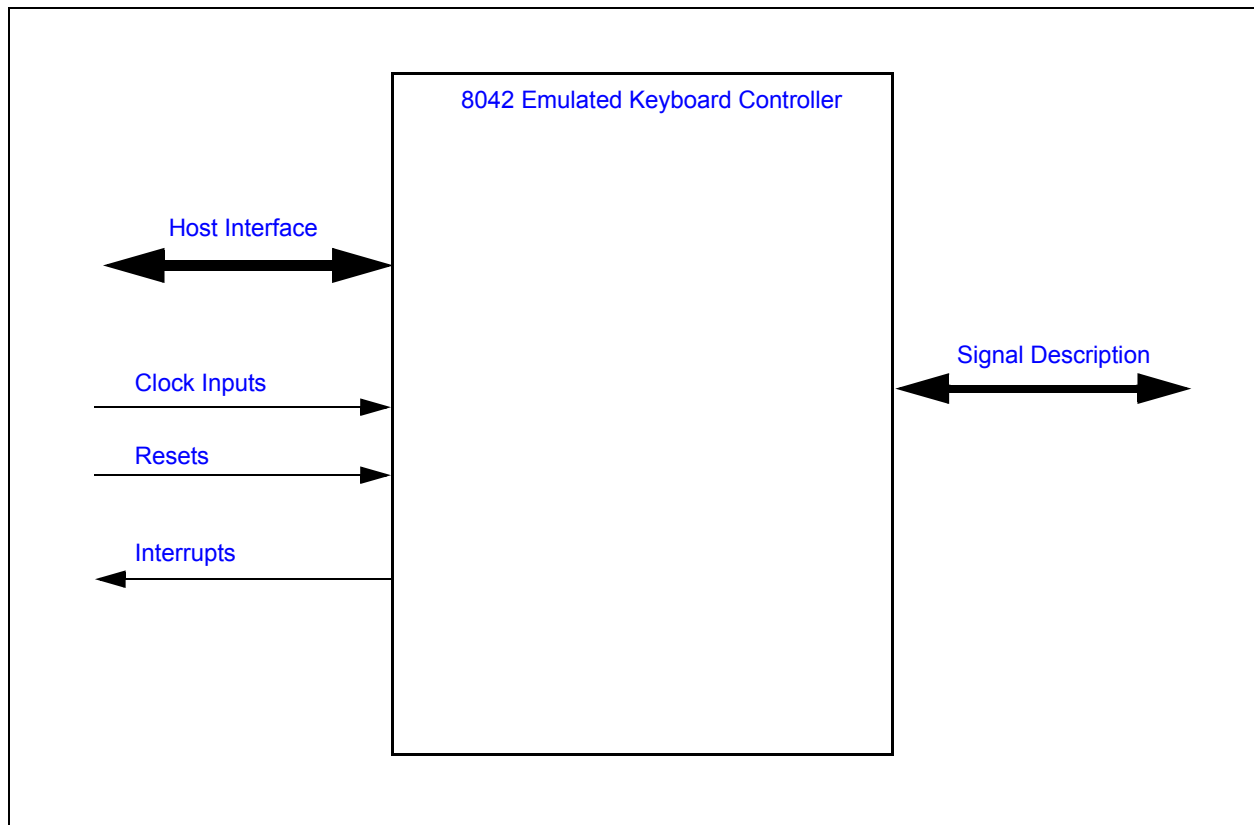 8042 Emulated Keyboard Controller
Host Interface
Signal Description
Clock Inputs
Resets
Interrupts